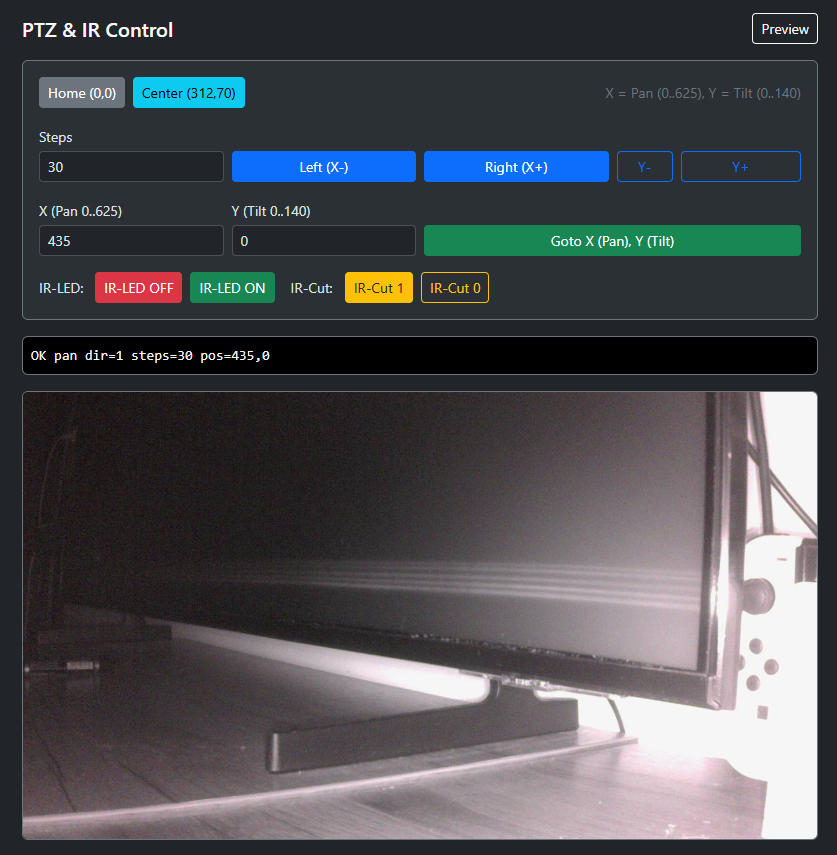 PTZ & IR Control
Preview
Home (0,0)
Center (312,70)
X = Pan (0..625), Y = Tilt (0..140)
Steps
30
Left (X-)
Right (X+)
Y-
Y+
X (Pan 0..625)
Y (Tilt 0..140)
435
0
Goto X (Pan), Y (Tilt)
IR-LED:
IR-LED OFF
IR-LED ON
IR-Cut:
IR-Cut 1
IR-Cut 0
OK pan dir=1 steps=30 pos=435,0